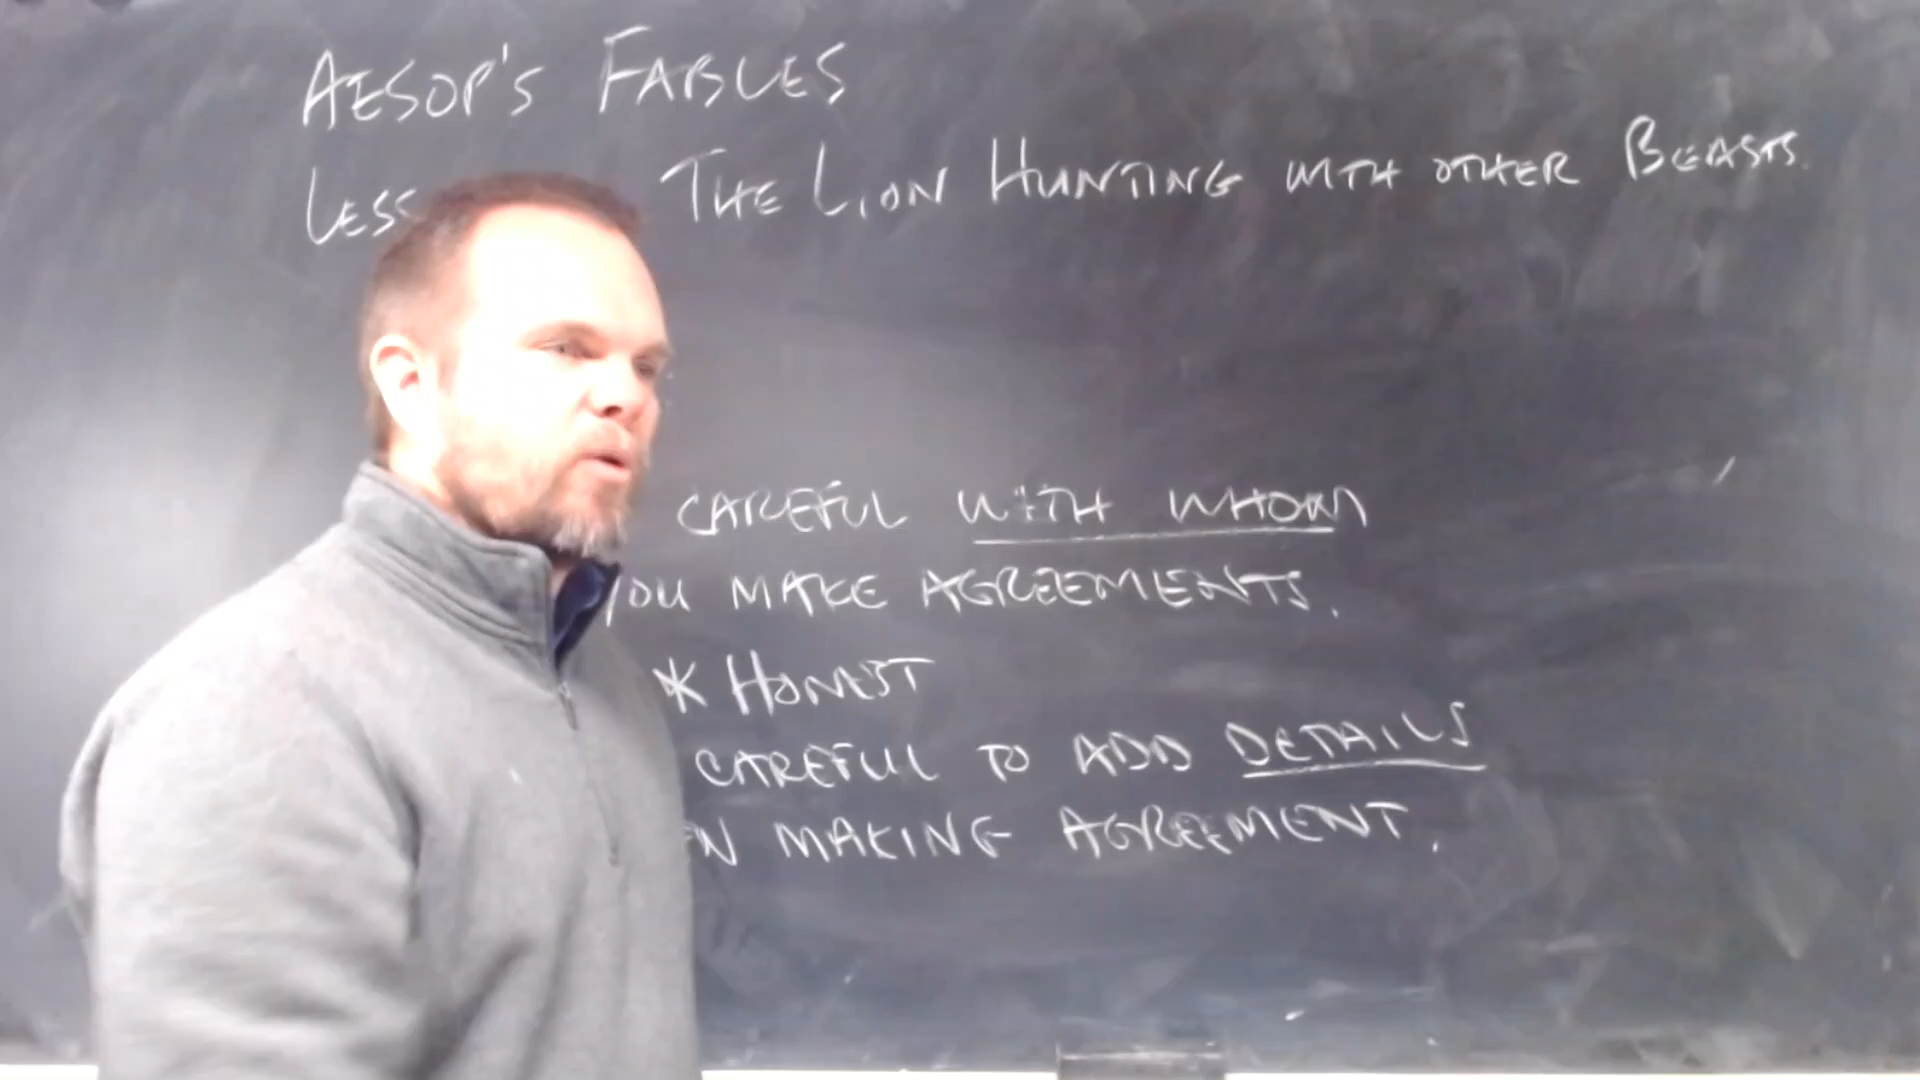 AESOP'S FABLES
LESS THE LION HUNTING WITH OTHER BEASTS.
CAREFUL WITH WHOM
YOU MAKE AGREEMENTS.
* HONEST
CAREFUL TO ADD DETAILS
EN MAKING AGREEMENT.